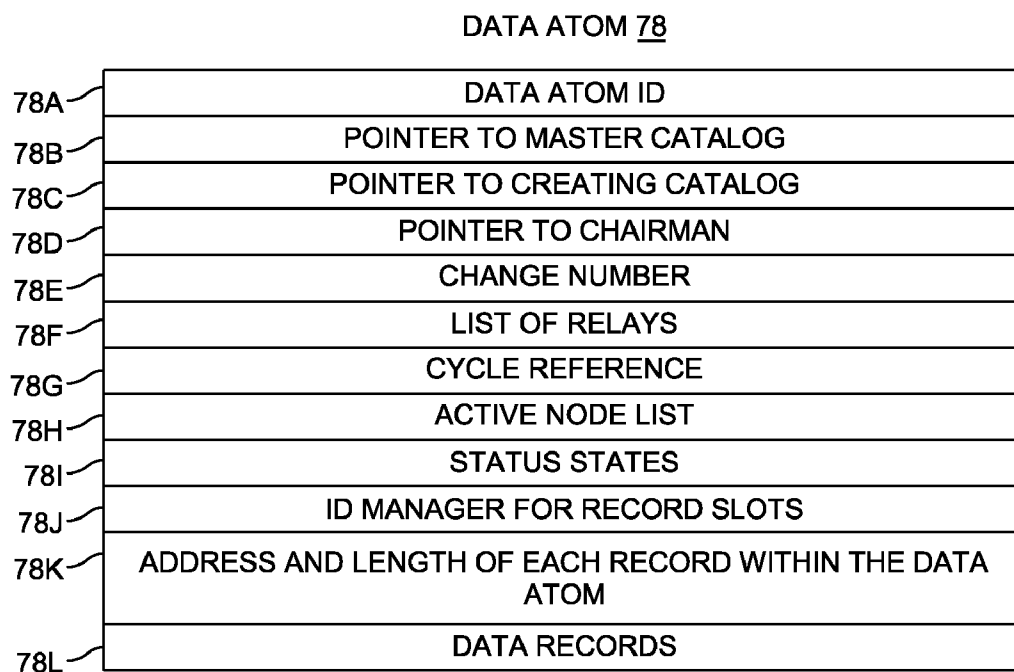 DATA ATOM 78
78A DATA ATOM ID
78B POINTER TO MASTER CATALOG
78C POINTER TO CREATING CATALOG
78D POINTER TO CHAIRMAN
78E CHANGE NUMBER
78F LIST OF RELAYS
78G CYCLE REFERENCE
78H ACTIVE NODE LIST
78I STATUS STATES
78J ID MANAGER FOR RECORD SLOTS
78K ADDRESS AND LENGTH OF EACH RECORD WITHIN THE DATA
ATOM
78L DATA RECORDS